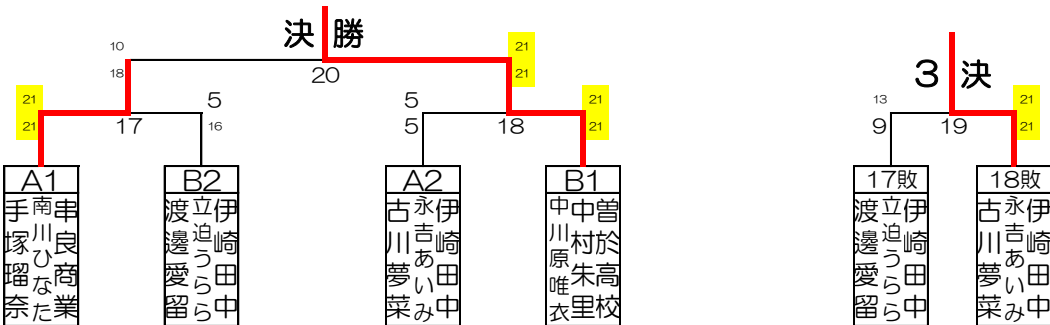 決勝
10
18
21
21
20
3決
13
9
21
21
19
21
21
17
5
16
5
5
18
21
21
A1
串良商業
南川ひなた
手塚瑠奈
B2
伊崎田中
立迫うらら
渡邊愛留
A2
伊崎田中
永吉あいみ
古川夢菜
B1
曽於高校
中村朱里
中川原唯衣
17敗
伊崎田中
立迫うらら
渡邊愛留
18敗
伊崎田中
永吉あいみ
古川夢菜